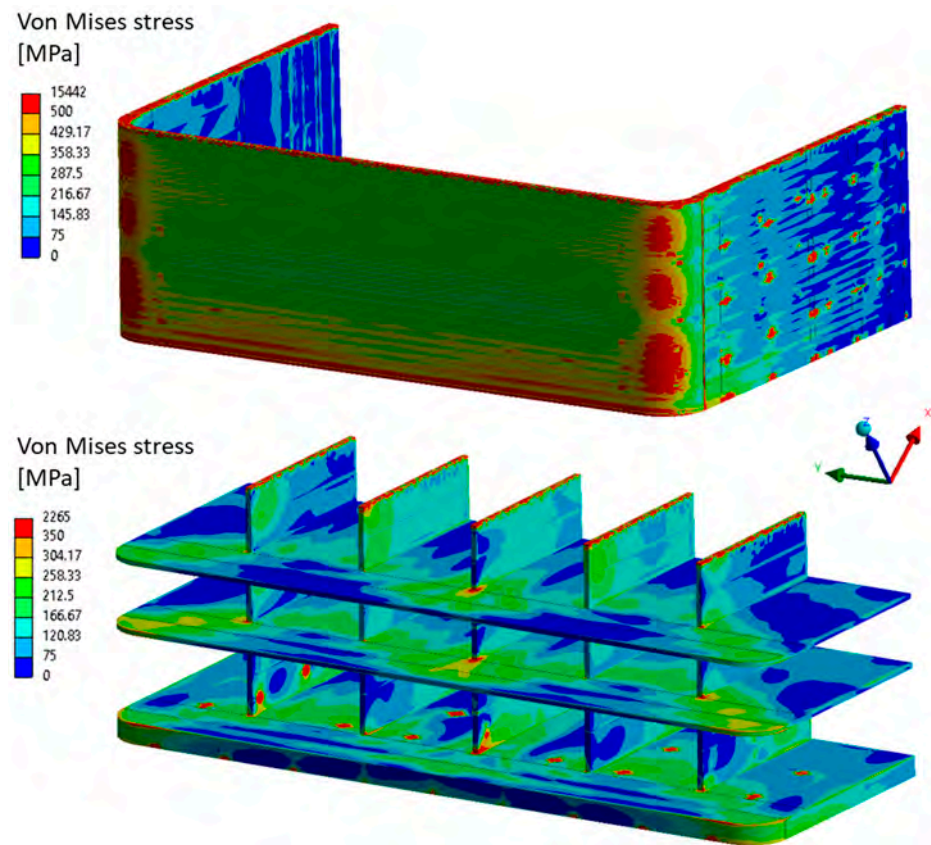 Von Mises stress
[MPa]
15442
500
429.17
358.33
287.5
216.67
145.83
75
0
X
Z
Y
Von Mises stress
[MPa]
2265
350
304.17
258.33
212.5
166.67
120.83
75
0